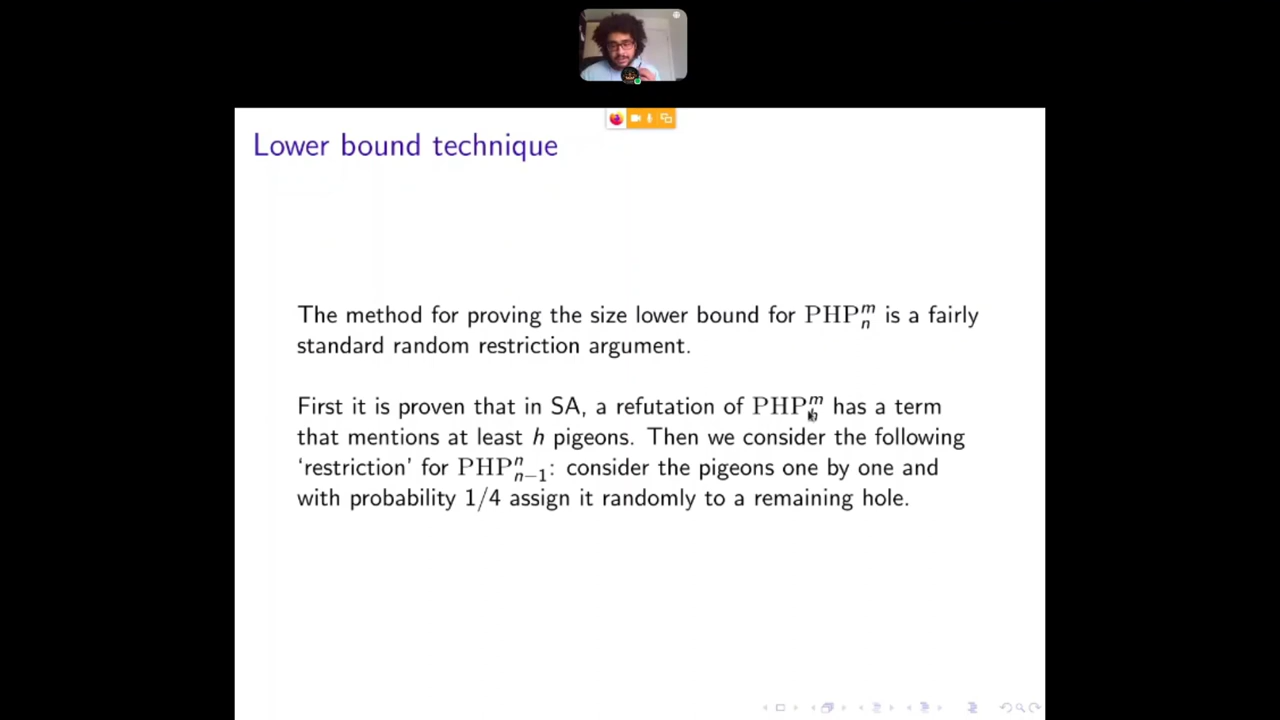 Lower bound technique
The method for proving the size lower bound for PHP^m_n is a fairly
standard random restriction argument.
First it is proven that in SA, a refutation of PHP^m_h has a term
that mentions at least h pigeons. Then we consider the following
‘restriction’ for PHP^n_{n−1}: consider the pigeons one by one and
with probability 1/4 assign it randomly to a remaining hole.